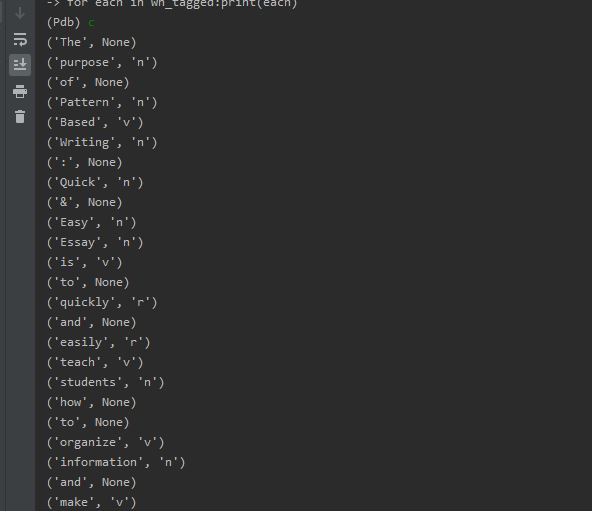 -> for each in wn_tagged:print(each)
(Pdb) c
('The', None)
('purpose', 'n')
('of', None)
('Pattern', 'n')
('Based', 'v')
('Writing', 'n')
(':', None)
('Quick', 'n')
('&', None)
('Easy', 'n')
('Essay', 'n')
('is', 'v')
('to', None)
('quickly', 'r')
('and', None)
('easily', 'r')
('teach', 'v')
('students', 'n')
('how', None)
('to', None)
('organize', 'v')
('information', 'n')
('and', None)
('make', 'v')